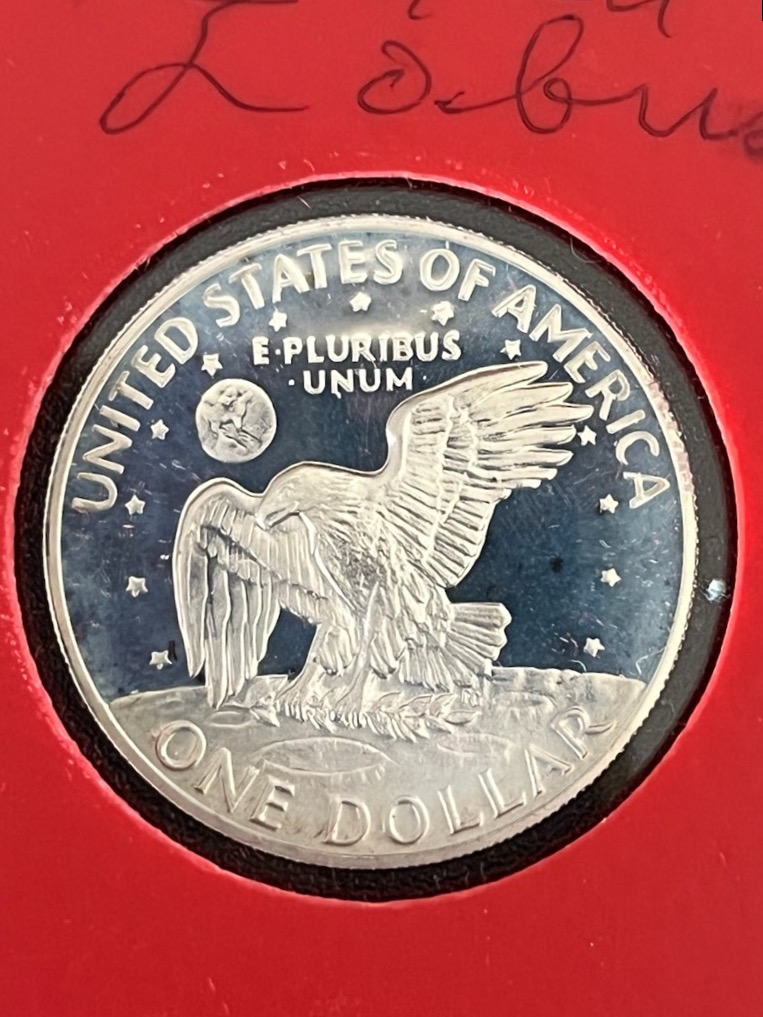 UNITED STATES OF AMERICA
E·PLURIBUS
·UNUM·
ONE DOLLAR